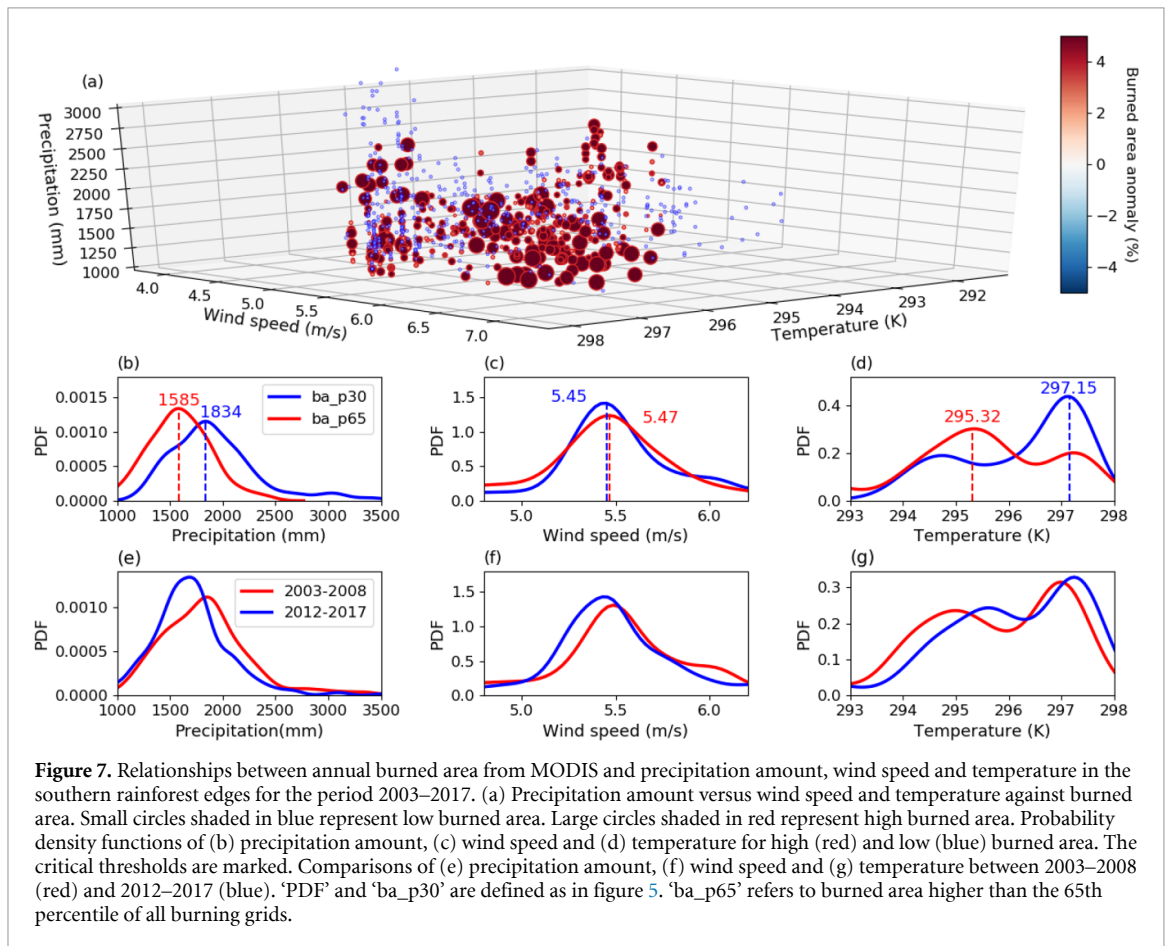 (a)
Precipitation (mm)
3000
2750
2500
2250
2000
1750
1500
1250
1000
4.0
4.5
5.0
5.5
6.0
6.5
7.0
Wind speed (m/s)
298
297
296
295
294
293
292
Temperature (K)
4
2
0
−2
−4
Burned area anomaly (%)
(b)
PDF
0.0015
0.0010
0.0005
0.0000
1585
1834
ba_p30
ba_p65
1000 1500 2000 2500 3000 3500
Precipitation (mm)
(c)
PDF
1.5
1.0
0.5
0.0
5.45
5.47
5.0 5.5 6.0
Wind speed (m/s)
(d)
PDF
0.4
0.2
0.0
295.32
297.15
293 294 295 296 297 298
Temperature (K)
(e)
PDF
0.0010
0.0005
0.0000
2003-2008
2012-2017
1000 1500 2000 2500 3000 3500
Precipitation(mm)
(f)
PDF
1.5
1.0
0.5
0.0
5.0 5.5 6.0
Wind speed (m/s)
(g)
PDF
0.3
0.2
0.1
0.0
293 294 295 296 297 298
Temperature (K)
Figure 7. Relationships between annual burned area from MODIS and precipitation amount, wind speed and temperature in the
southern rainforest edges for the period 2003–2017. (a) Precipitation amount versus wind speed and temperature against burned
area. Small circles shaded in blue represent low burned area. Large circles shaded in red represent high burned area. Probability
density functions of (b) precipitation amount, (c) wind speed and (d) temperature for high (red) and low (blue) burned area. The
critical thresholds are marked. Comparisons of (e) precipitation amount, (f) wind speed and (g) temperature between 2003–2008
(red) and 2012–2017 (blue). ‘PDF’ and ‘ba_p30’ are defined as in figure 5. ‘ba_p65’ refers to burned area higher than the 65th
percentile of all burning grids.